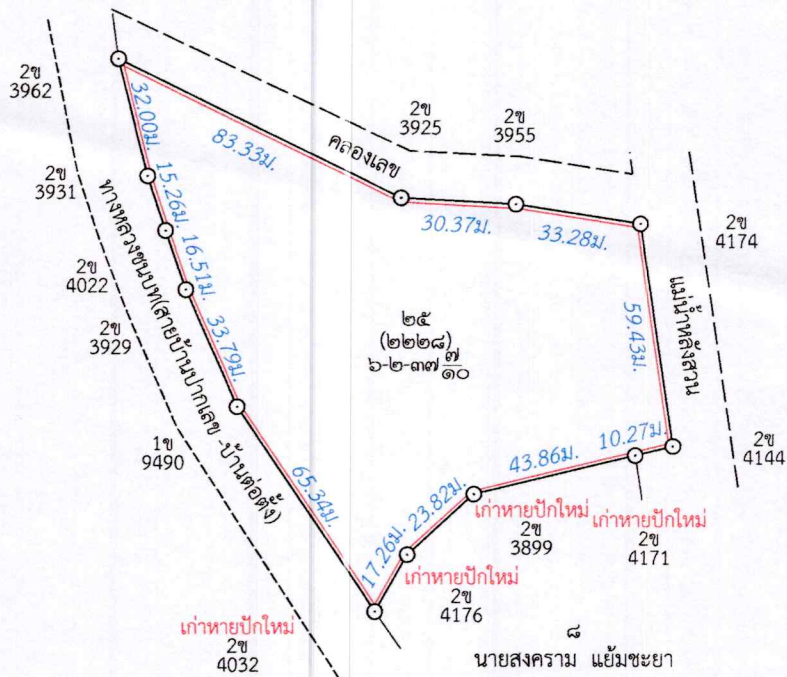 2ข
3962
2ข
3925
2ข
3955
32.00ม.
83.33ม.
คลองเลข
2ข
3931
15.26ม.
30.37ม.
33.28ม.
2ข
4174
ทางหลวงชนบท(สายบ้านปากเลข -บ้านต่อตั้ง)
16.51ม.
แม่น้ำหลังสวน
2ข
4022
2ข
3929
33.79ม.
๒๕
(๒๒๒๘)
๖-๒-๓๗ ๗/๑๐
59.43ม.
1ข
9490
65.34ม.
10.27ม.
2ข
4144
43.86ม.
23.82ม.
17.26ม.
เก่าหายปักใหม่
2ข
3899
เก่าหายปักใหม่
2ข
4171
เก่าหายปักใหม่
2ข
4176
เก่าหายปักใหม่
2ข
4032
๘
นายสงคราม แย้มชะยา